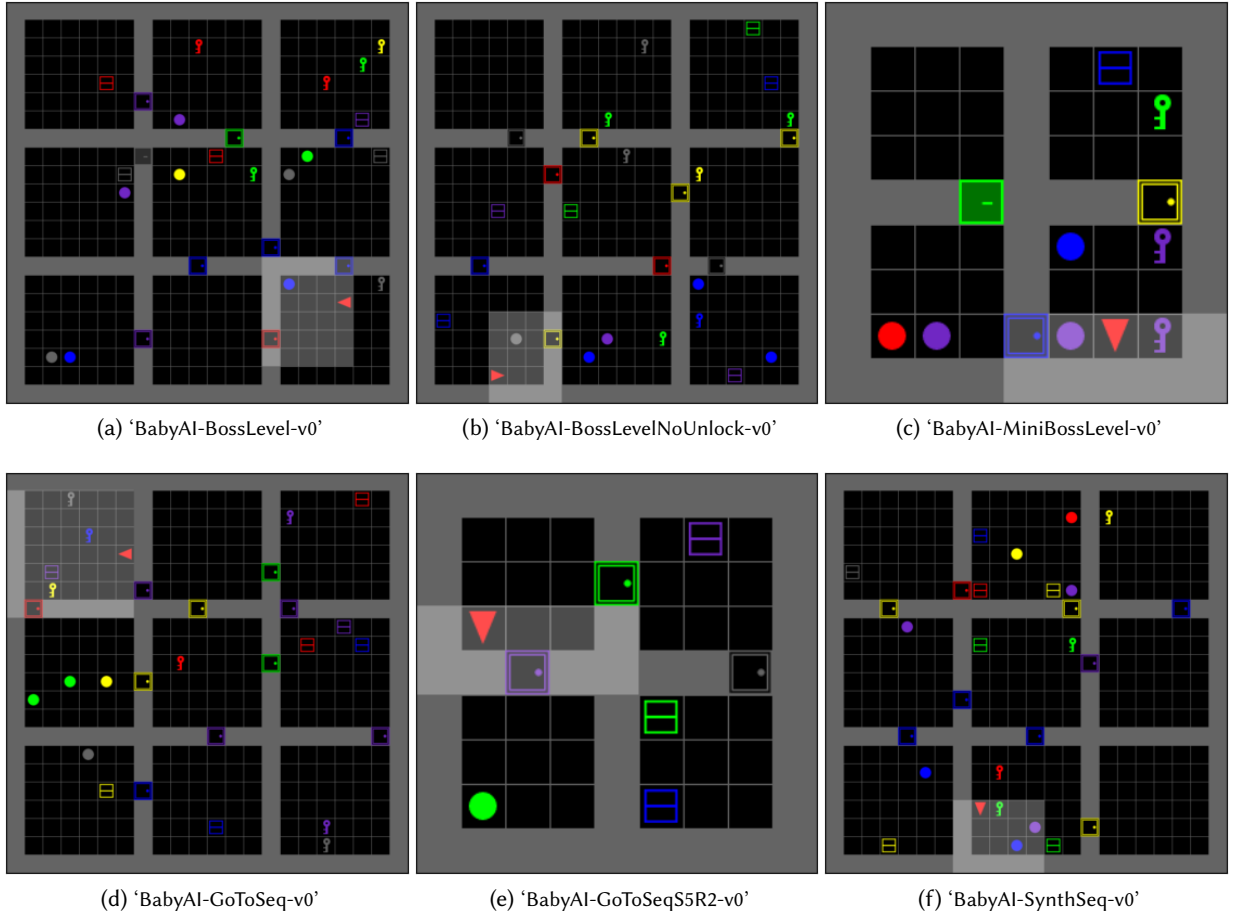 (a) ‘BabyAI-BossLevel-v0’
(b) ‘BabyAI-BossLevelNoUnlock-v0’
(c) ‘BabyAI-MiniBossLevel-v0’
(d) ‘BabyAI-GoToSeq-v0’
(e) ‘BabyAI-GoToSeqS5R2-v0’
(f) ‘BabyAI-SynthSeq-v0’